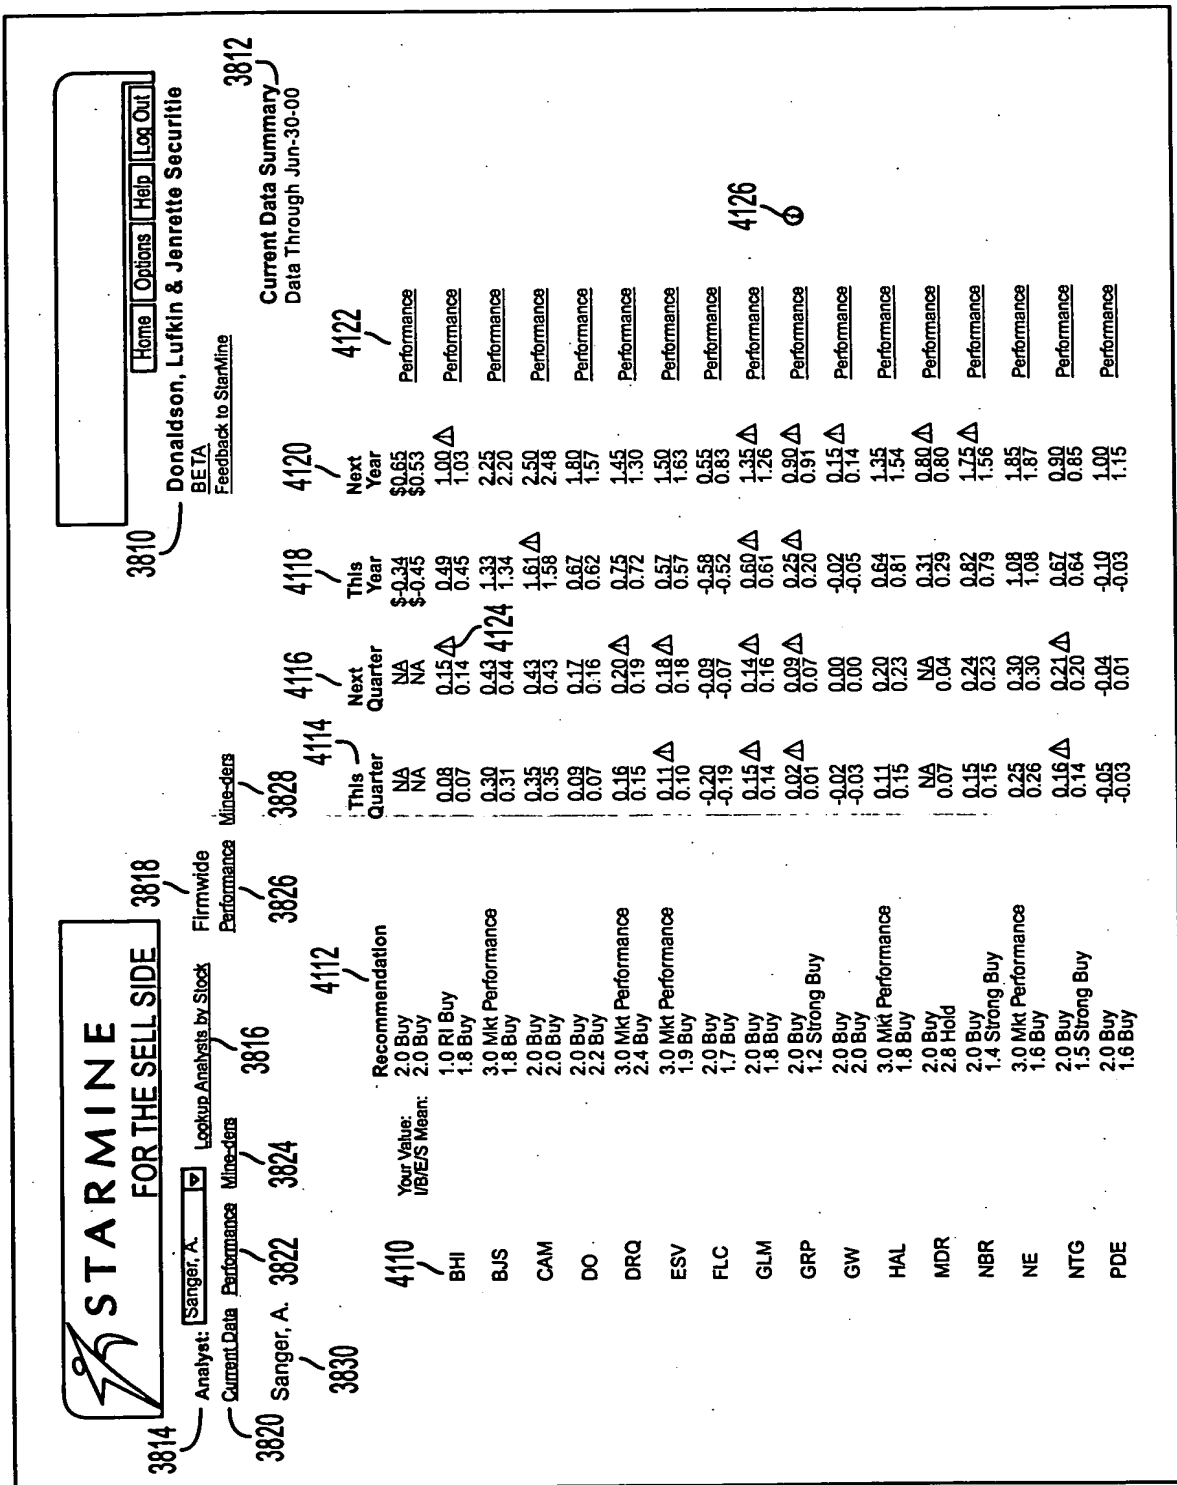 STARMINE
FOR THE SELL SIDE
Home Options Help Log Out
3810
Donaldson, Lufkin & Jenrette Securitie
BETA
Feedback to StarMine
3814
Analyst: Sanger, A.
Lookup Analysts by Stock
3816
3818
Firmwide
3820
Current Data Performance Mine-ders
3822 3824
Performance Mine-ders
3826 3828
Sanger, A.
3830
3812
Current Data Summary
Data Through Jun-30-00
4110 4112 4114 4116 4118 4120 4122
Recommendation This Quarter Next Quarter This Year Next Year
Your Value: 2.0 Buy NA NA $-0.34 $0.65 Performance
I/B/E/S Mean: 2.0 Buy NA NA $-0.45 $0.53
BHI 1.0 RI Buy 0.08 0.15 0.49 1.00 Performance
1.8 Buy 0.07 0.14 0.45 1.03
4124
BJS 3.0 Mkt Performance 0.30 0.43 1.33 2.25 Performance
1.8 Buy 0.31 0.44 1.34 2.20
CAM 2.0 Buy 0.35 0.43 1.61 2.50 Performance
2.0 Buy 0.35 0.43 1.58 2.48
DO 2.0 Buy 0.09 0.17 0.67 1.80 Performance
2.2 Buy 0.07 0.16 0.62 1.57
DRQ 3.0 Mkt Performance 0.16 0.20 0.75 1.45 Performance
2.4 Buy 0.15 0.19 0.72 1.30
ESV 3.0 Mkt Performance 0.11 0.18 0.57 1.50 Performance
1.9 Buy 0.10 0.18 0.57 1.63
FLC 2.0 Buy -0.20 -0.09 -0.58 0.55 Performance
1.7 Buy -0.19 -0.07 -0.52 0.83
GLM 2.0 Buy 0.15 0.14 0.60 1.35 Performance
1.8 Buy 0.14 0.16 0.61 1.26
4126
GRP 2.0 Buy 0.02 0.09 0.25 0.90 Performance
1.2 Strong Buy 0.01 0.07 0.20 0.91
GW 2.0 Buy -0.02 0.00 -0.02 0.15 Performance
2.0 Buy -0.03 0.00 -0.05 0.14
HAL 3.0 Mkt Performance 0.11 0.20 0.64 1.35 Performance
1.8 Buy 0.15 0.23 0.81 1.54
MDR 2.0 Buy NA NA 0.31 0.80 Performance
2.8 Hold 0.07 0.04 0.29 0.80
NBR 2.0 Buy 0.15 0.24 0.82 1.75 Performance
1.4 Strong Buy 0.15 0.23 0.79 1.56
NE 3.0 Mkt Performance 0.25 0.30 1.08 1.85 Performance
1.6 Buy 0.26 0.30 1.08 1.87
NTG 2.0 Buy 0.16 0.21 0.67 0.90 Performance
1.5 Strong Buy 0.14 0.20 0.64 0.85
PDE 2.0 Buy -0.05 -0.04 -0.10 1.00 Performance
1.6 Buy -0.03 0.01 -0.03 1.15